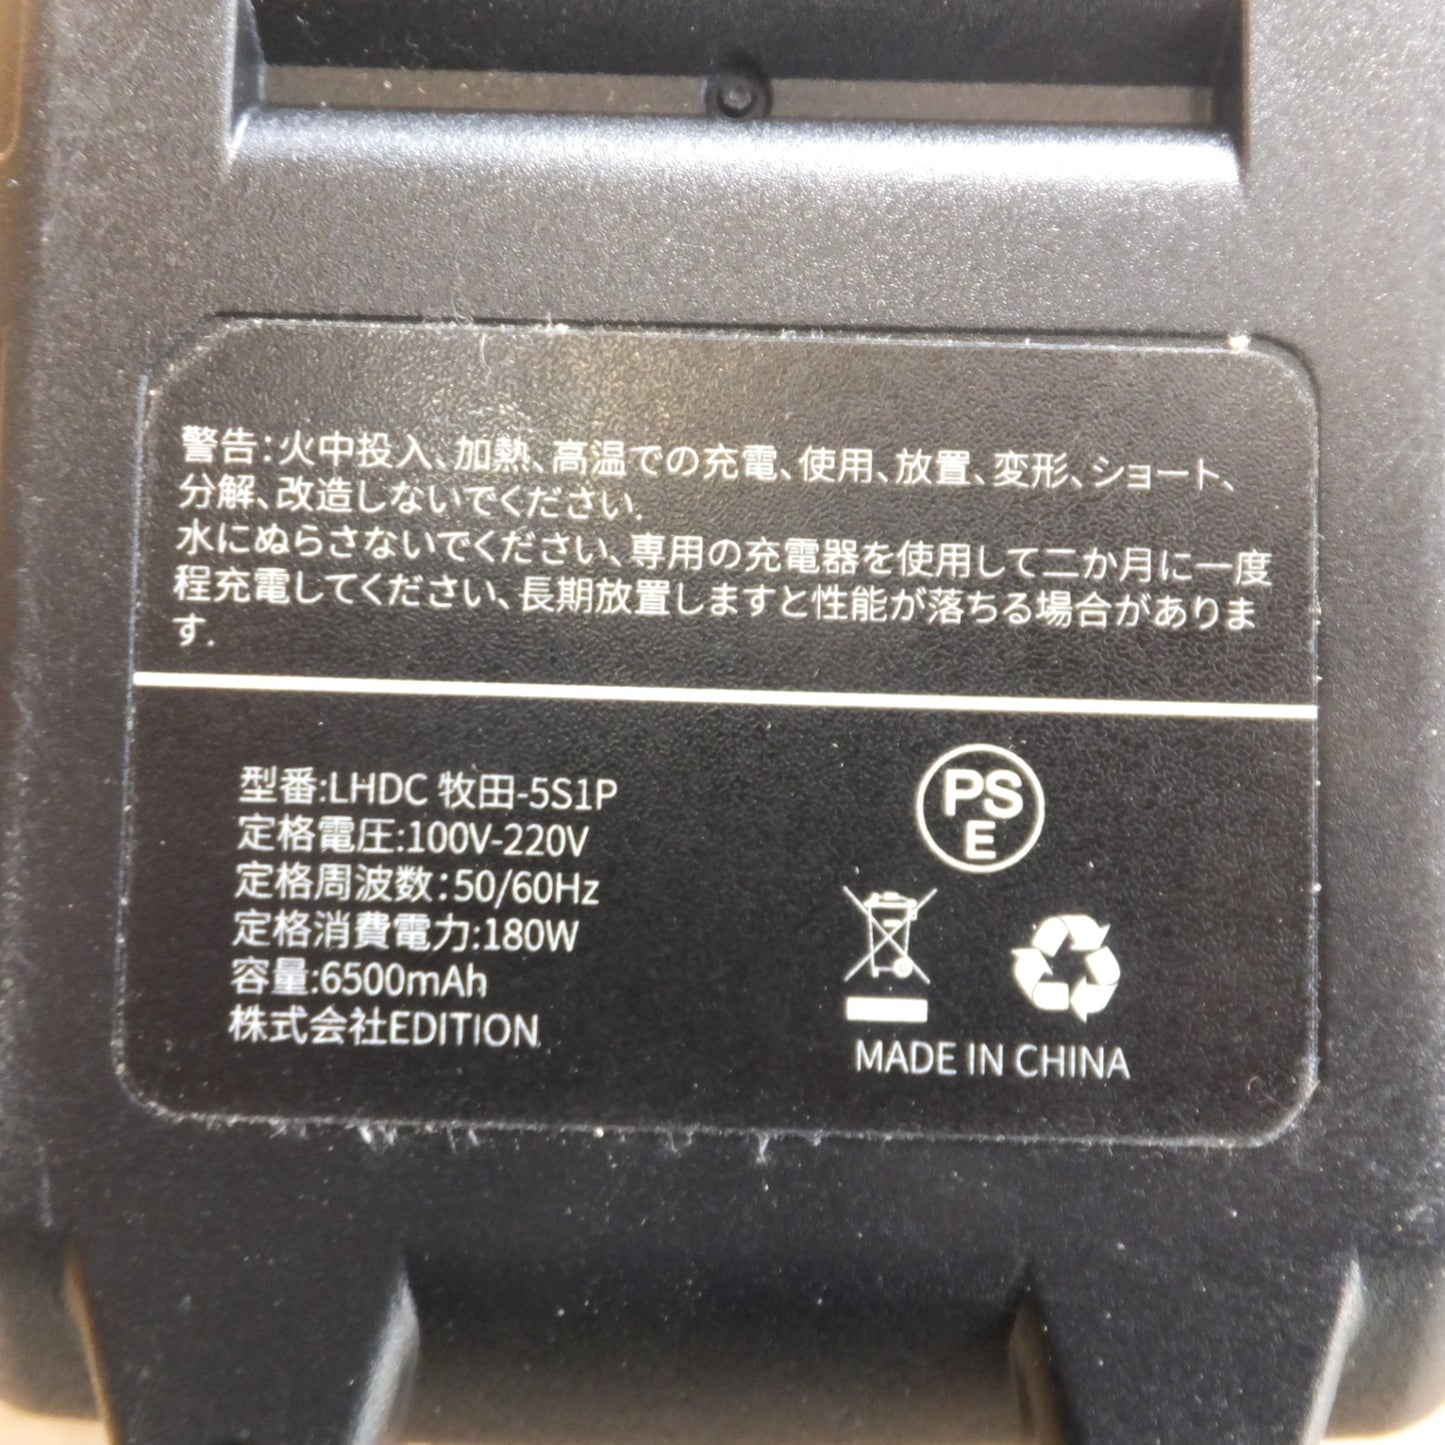 警告：火中投入、加熱、高温での充電、使用、放置、変形、ショート、
分解、改造しないでください.
水にぬらさないでください、専用の充電器を使用して二か月に一度
程充電してください、長期放置しますと性能が落ちる場合がありま
す.
型番:LHDC 牧田-5S1P
定格電圧:100V-220V
定格周波数：50/60Hz
定格消費電力:180W
容量:6500mAh
株式会社EDITION
PS
E
MADE IN CHINA